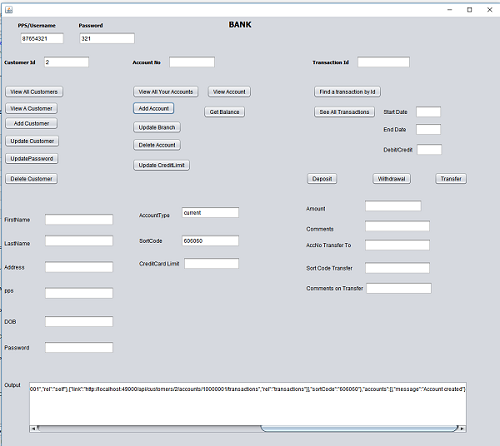 BANK
PPS/Username Password
87654321 321
Customer Id 2 Account No Transaction Id
View All Customers View All Your Accounts View Account Find a transaction by Id
View A Customer Add Account Get Balance See All Transactions Start Date
Add Customer Update Branch End Date
Update Customer Delete Account Debit/Credit
UpdatePassword Update CreditLimit
Delete Customer Deposit Withdrawal Transfer
FirstName AccountType current Amount
Comments
LastName SortCode 606060 AccNo Transfer To
Address CreditCard Limit Sort Code Transfer
pps Comments on Transfer
DOB
Password
Output
001","rel":"self"},{"link":"http://localhost:49000/api/customers/2/accounts/10000001/transactions","rel":"transactions"}],"sortCode":"606060"},"accounts":[],"message":"Account created"}